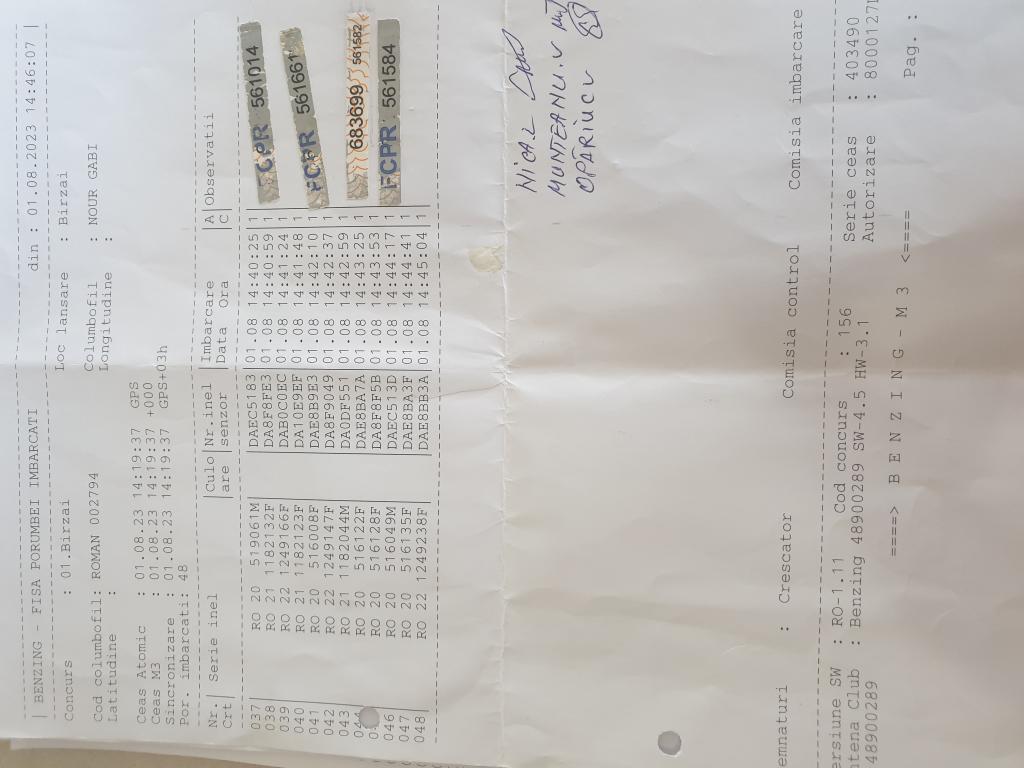 | BENZING - FISA PORUMBEI IMBARCATI din : 01.08.2023 14:46:07 |
Concurs : 01.Birzai Loc lansare : Birzai
Cod columbofil: ROMAN 002794 Columbofil : NOUR GABI
Latitudine : Longitudine :
Ceas Atomic : 01.08.23 14:19:37 GPS
Ceas M3 : 01.08.23 14:19:37 +000
Sincronizare : 01.08.23 14:19:37 GPS+03h
Por. imbarcati: 48
Nr.| Serie inel |Culo|Nr.inel |Imbarcare |A|Observatii
Crt| |are |senzor |Data ora |C|
037| RO 20 519061M | |DAEC5183|01.08 14:40:25|1
038 RO 21 1182132F DA8F8FE3|01.08 14:40:59|1
039 RO 22 1249166F DAB0C0EC|01.08 14:41:24|1
040 RO 21 1182123F DA10E9EF|01.08 14:41:48|1
041 RO 20 516008F DAE8B9E3|01.08 14:42:10|1
042 RO 22 1249147F DA8F9049|01.08 14:42:37|1
043 RO 21 1182044M DA0DF551|01.08 14:42:59|1
RO 20 516122F DAE8BA7A|01.08 14:43:25|1
RO 20 516128F DA8F8F5B|01.08 14:43:53|1
046 RO 20 516049M DAEC513D|01.08 14:44:17|1
047 RO 20 516135F DAE8BA3F|01.08 14:44:41|1
048| RO 22 1249238F | |DAE8BB3A|01.08 14:45:04|1
FCPR 561014
FCPR 561661
683699 561582
FCPR 561584
MUNTEANU.V
OPARIUCV
emnaturi : Crescator Comisia control Comisia imbarcare
ersiune SW : RO-1.11 Cod concurs : 156 Serie ceas : 403490
ntena Club : Benzing 48900289 SW-4.5 HW-3.1 Autorizare : 80001271
48900289
====> B E N Z I N G - M 3 <==== Pag. :